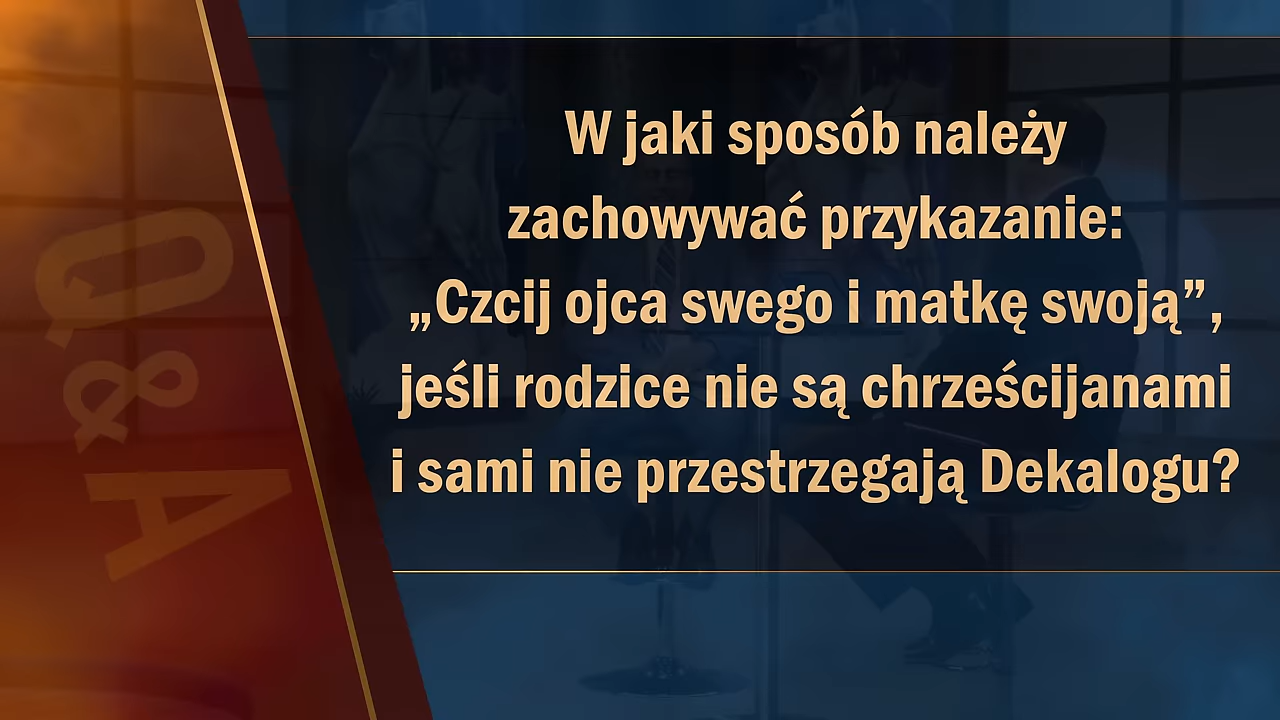 W jaki sposób należy
zachowywać przykazanie:
„Czcij ojca swego i matkę swoją”,
jeśli rodzice nie są chrześcijanami
i sami nie przestrzegają Dekalogu?
Q&A